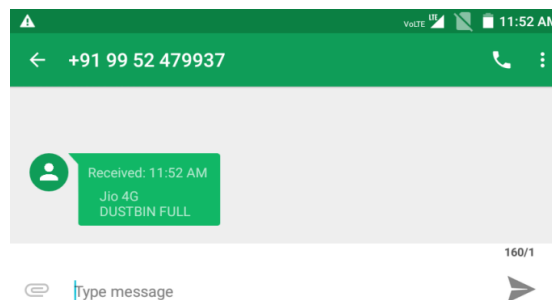 VoLTE LTE 11:52 AM
+91 99 52 479937
Received: 11:52 AM
Jio 4G
DUSTBIN FULL
160/1
Type message